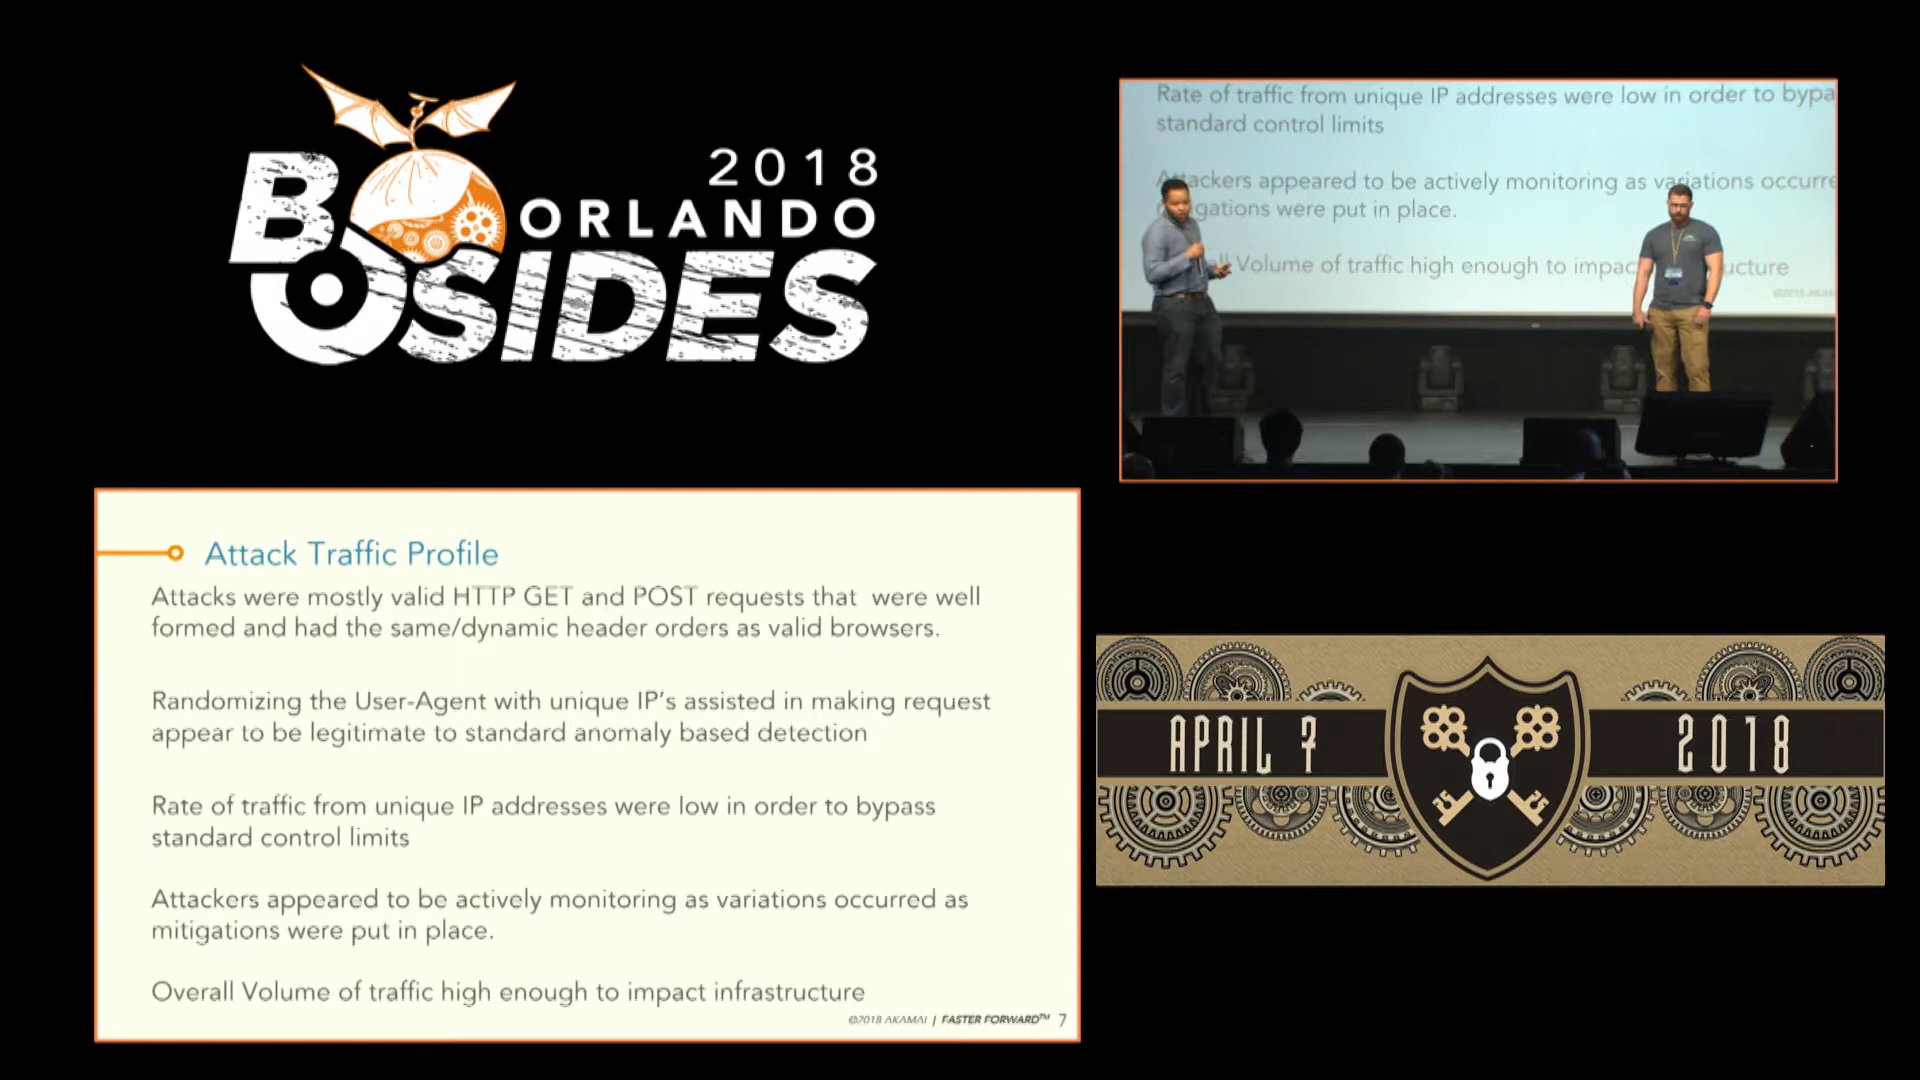 2018
ORLANDO
BSIDES
Rate of traffic from unique IP addresses were low in order to bypa
standard control limits
Attackers appeared to be actively monitoring as variations occurre
gations were put in place.
ll Volume of traffic high enough to impac ucture
©2018 AKAMAI
Attack Traffic Profile
Attacks were mostly valid HTTP GET and POST requests that were well
formed and had the same/dynamic header orders as valid browsers.
Randomizing the User-Agent with unique IP's assisted in making request
appear to be legitimate to standard anomaly based detection
Rate of traffic from unique IP addresses were low in order to bypass
standard control limits
Attackers appeared to be actively monitoring as variations occurred as
mitigations were put in place.
Overall Volume of traffic high enough to impact infrastructure
©2018 AKAMAI | FASTER FORWARD™ 7
APRIL 7 2018